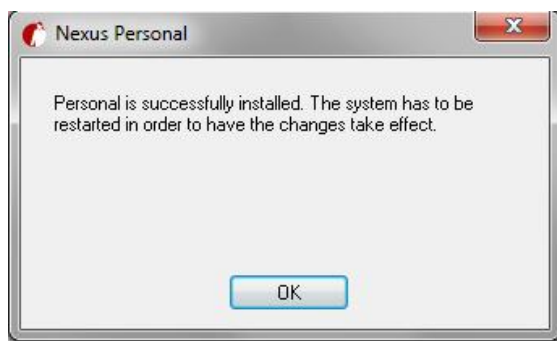 Nexus Personal
Personal is successfully installed. The system has to be
restarted in order to have the changes take effect.
OK